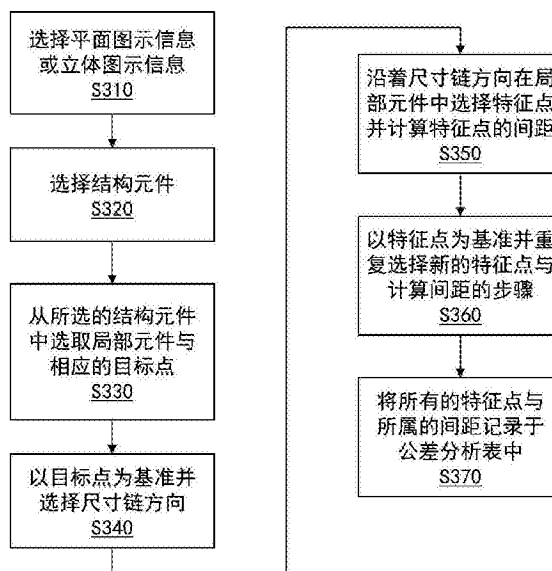 选择平面图示信息
或立体图示信息
S310
选择结构元件
S320
从所选的结构元件
中选取局部元件与
相应的目标点
S330
以目标点为基准并
选择尺寸链方向
S340
沿着尺寸链方向在局
部元件中选择特征点
并计算特征点的间距
S350
以特征点为基准并重
复选择新的特征点与
计算间距的步骤
S360
将所有的特征点与
所属的间距记录于
公差分析表中
S370